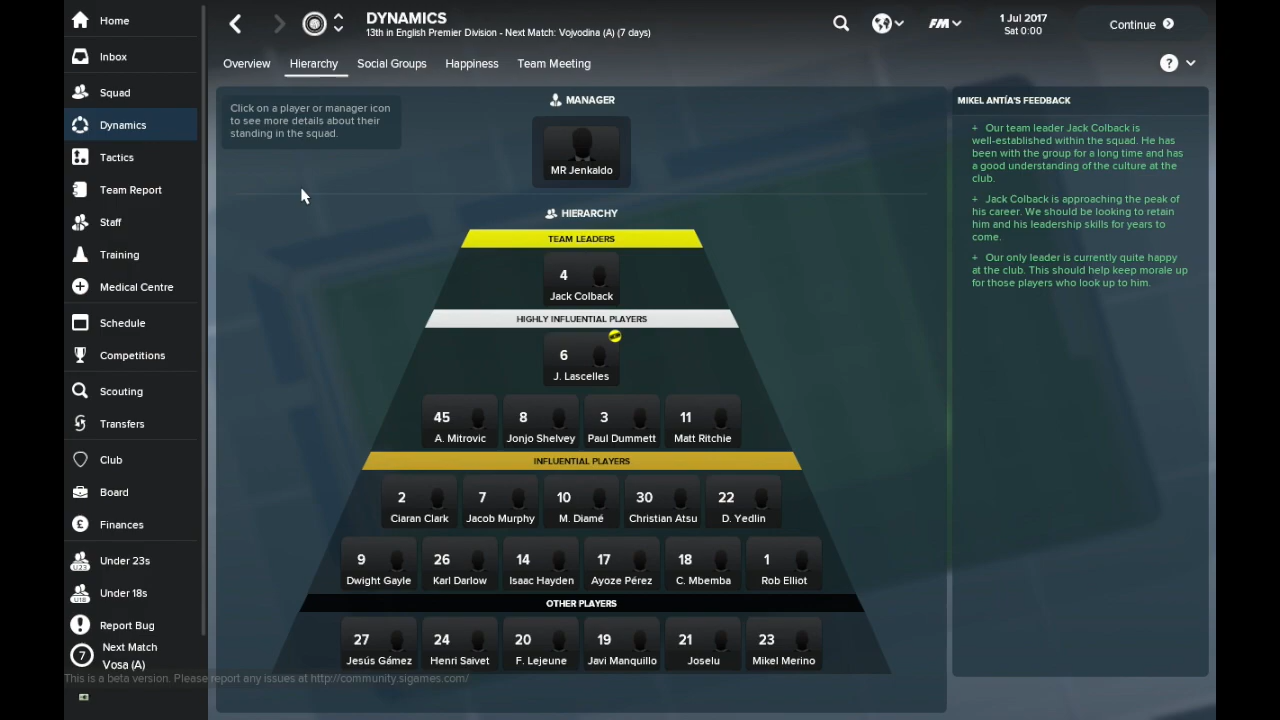 Home
Inbox
Squad
Dynamics
Tactics
Team Report
Staff
Training
Medical Centre
Schedule
Competitions
Scouting
Transfers
Club
Board
Finances
Under 23s
Under 18s
Report Bug
7
Next Match
Vosa (A)
DYNAMICS
13th in English Premier Division - Next Match: Vojvodina (A) (7 days)
FM
1 Jul 2017
Sat 0:00
Continue
Overview Hierarchy Social Groups Happiness Team Meeting
?
Click on a player or manager icon
to see more details about their
standing in the squad.
MANAGER
MR Jenkaldo
HIERARCHY
TEAM LEADERS
4
Jack Colback
HIGHLY INFLUENTIAL PLAYERS
6
J. Lascelles
45 8 3 11
A. Mitrovic Jonjo Shelvey Paul Dummett Matt Ritchie
INFLUENTIAL PLAYERS
2 7 10 30 22
Ciaran Clark Jacob Murphy M. Diamé Christian Atsu D. Yedlin
9 26 14 17 18 1
Dwight Gayle Karl Darlow Isaac Hayden Ayoze Pérez C. Mbemba Rob Elliot
OTHER PLAYERS
27 24 20 19 21 23
Jesús Gámez Henri Saivet F. Lejeune Javi Manquillo Joselu Mikel Merino
MIKEL ANTÍA'S FEEDBACK
+ Our team leader Jack Colback is
well-established within the squad. He has
been with the group for a long time and has
a good understanding of the culture at the
club.
+ Jack Colback is approaching the peak of
his career. We should be looking to retain
him and his leadership skills for years to
come.
+ Our only leader is currently quite happy
at the club. This should help keep morale up
for those players who look up to him.
This is a beta version. Please report any issues at http://community.sigames.com/